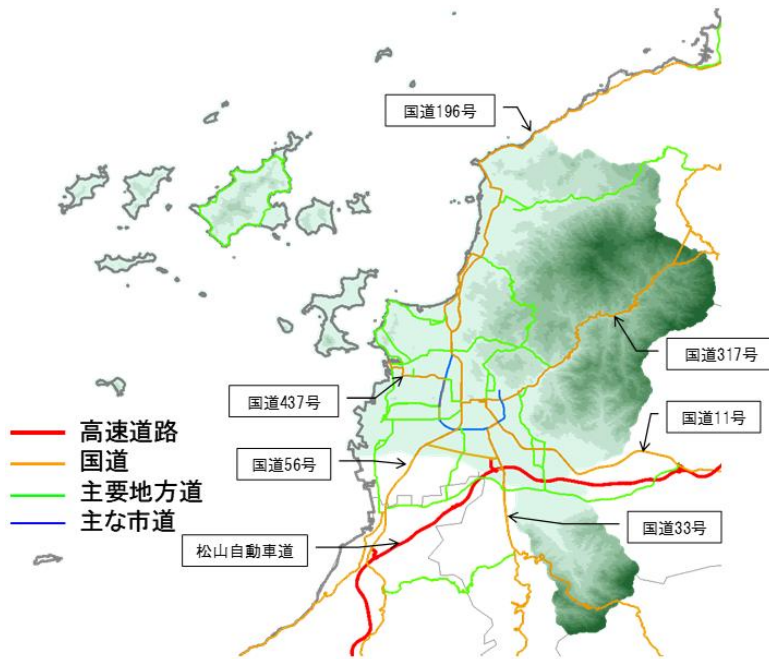 国道196号
国道317号
国道437号
国道11号
高速道路
国道
国道56号
主要地方道
主な市道
国道33号
松山自動車道